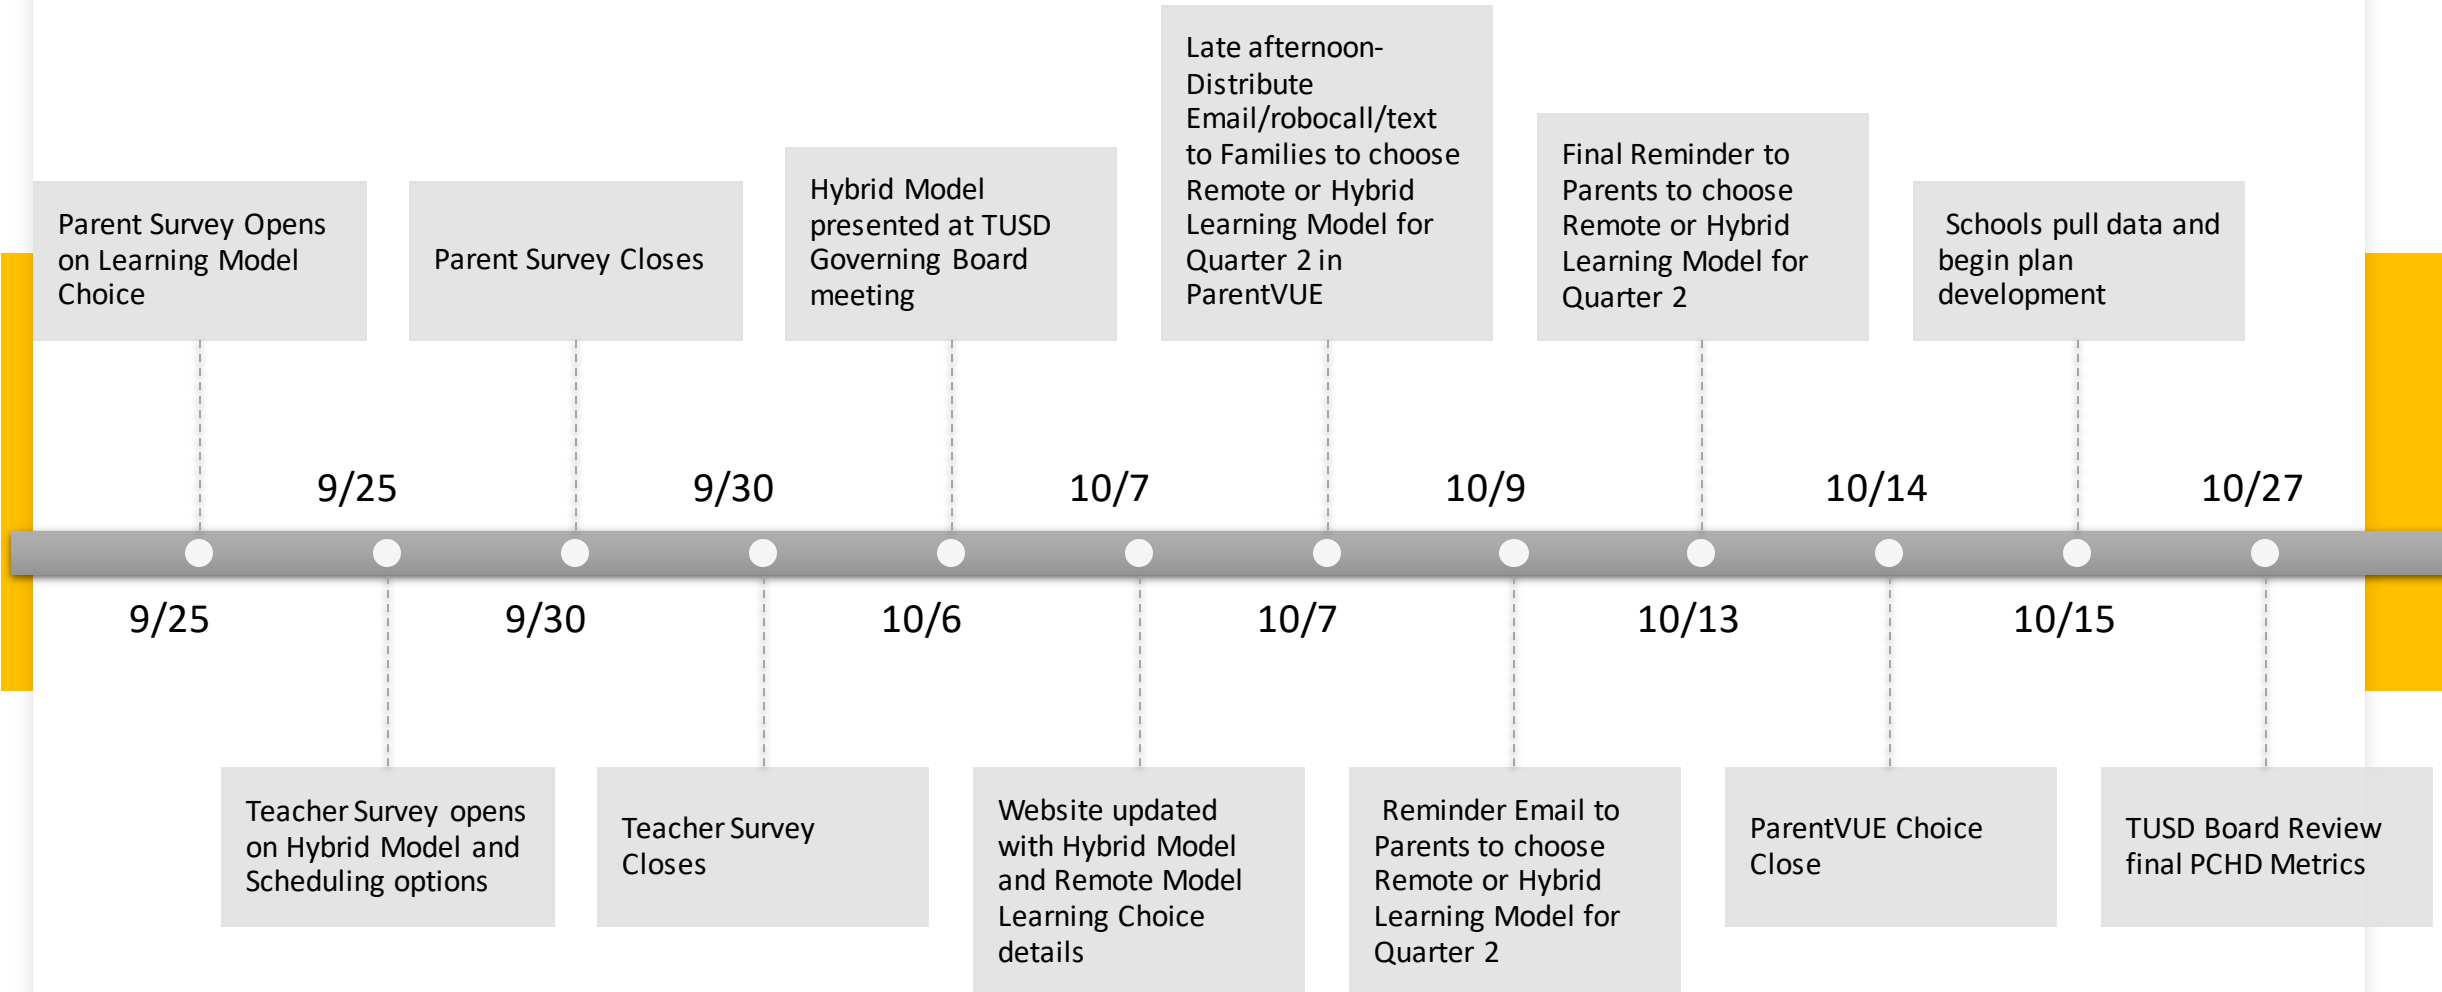 Parent Survey Opens
on Learning Model
Choice
9/25
Teacher Survey opens
on Hybrid Model and
Scheduling options
9/25
Parent Survey Closes
9/30
Teacher Survey
Closes
9/30
Hybrid Model
presented at TUSD
Governing Board
meeting
10/6
Website updated
with Hybrid Model
and Remote Model
Learning Choice
details
10/7
Late afternoon-
Distribute
Email/robocall/text
to Families to choose
Remote or Hybrid
Learning Model for
Quarter 2 in
ParentVUE
10/7
Reminder Email to
Parents to choose
Remote or Hybrid
Learning Model for
Quarter 2
10/9
Final Reminder to
Parents to choose
Remote or Hybrid
Learning Model for
Quarter 2
10/13
ParentVUE Choice
Close
10/14
Schools pull data and
begin plan
development
10/15
TUSD Board Review
final PCHD Metrics
10/27